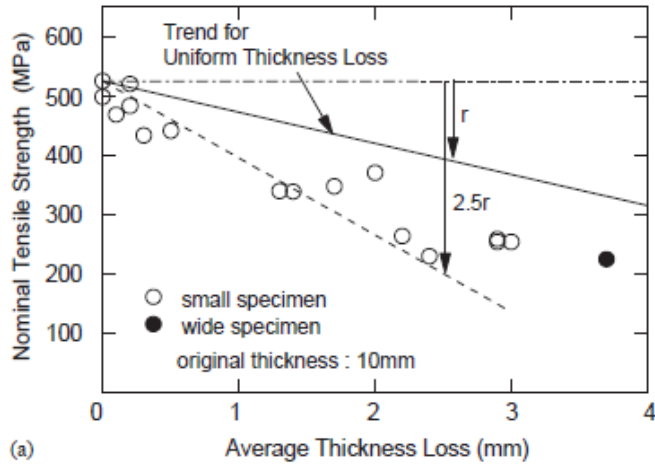 Nominal Tensile Strength (MPa)
600
500
400
300
200
100
Trend for
Uniform Thickness Loss
r
2.5r
small specimen
wide specimen
original thickness : 10mm
0
1
2
3
4
(a)
Average Thickness Loss (mm)